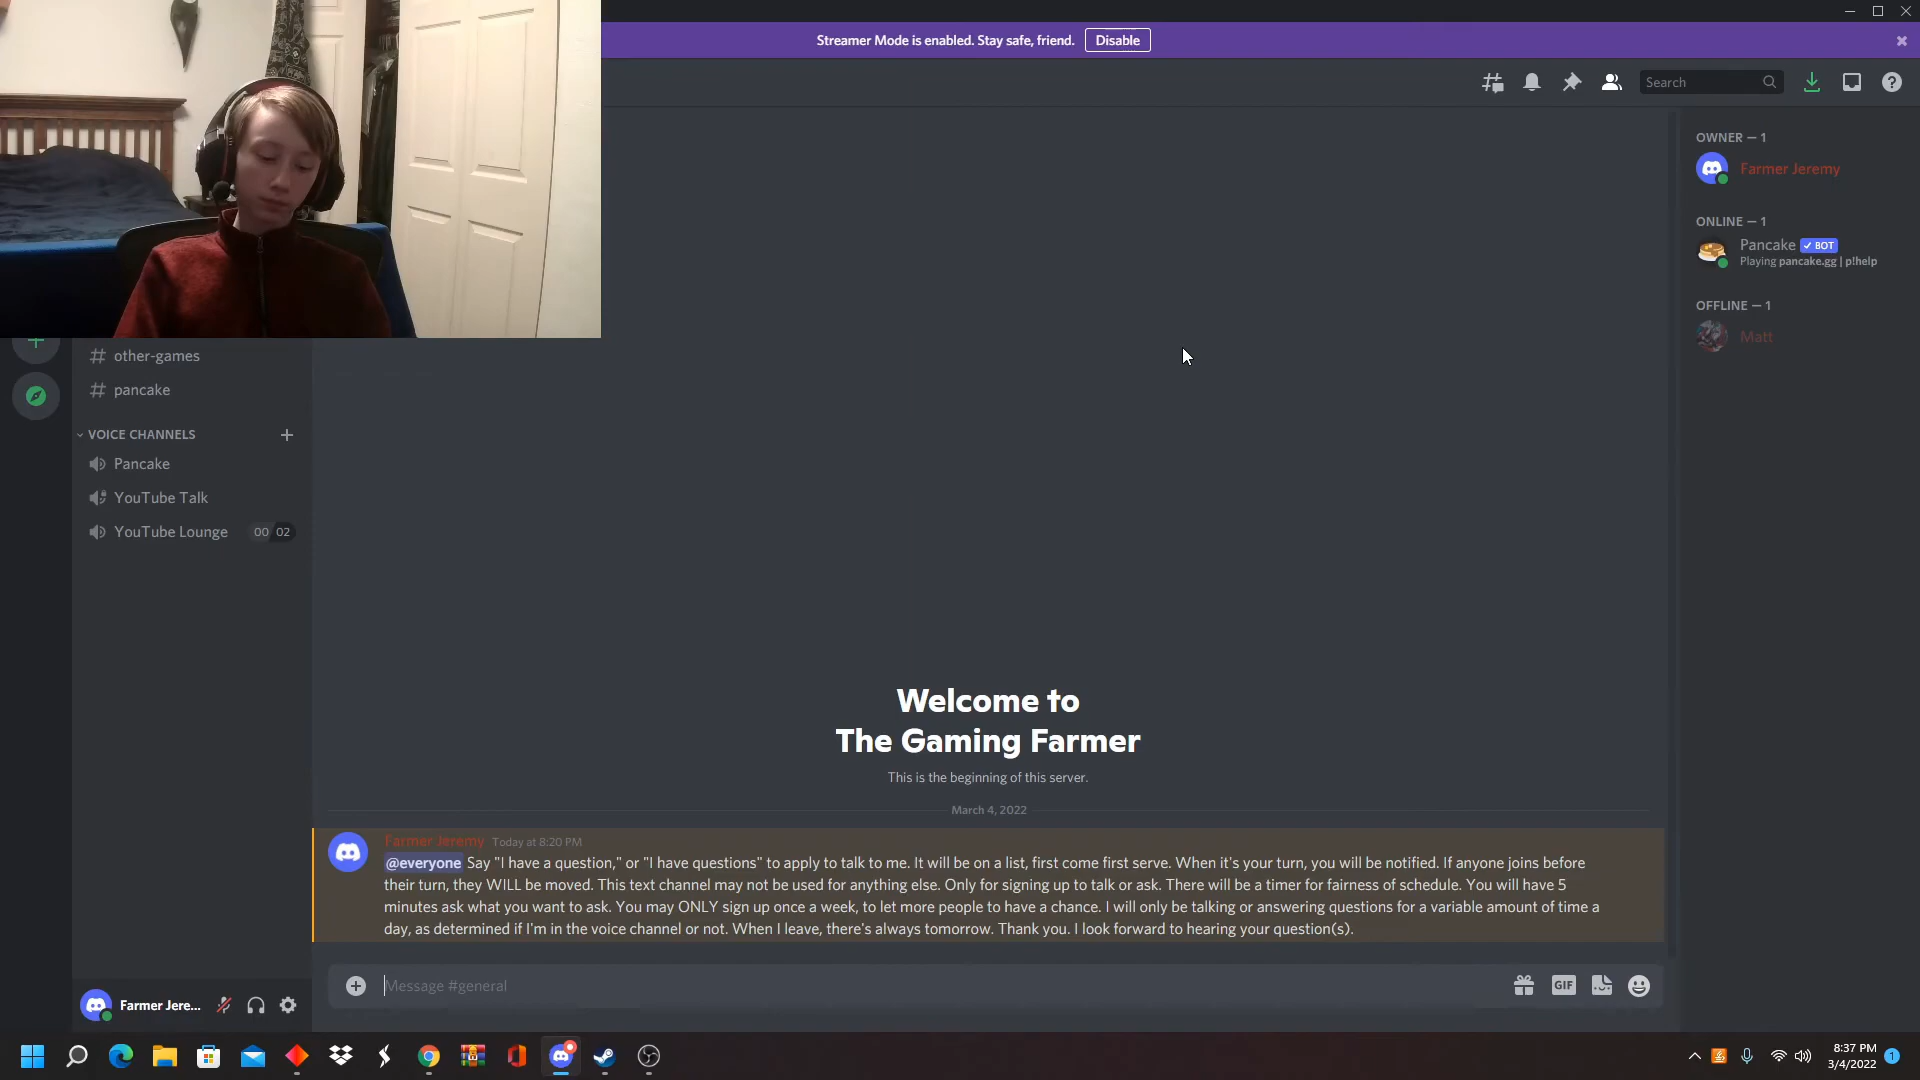 Streamer Mode is enabled. Stay safe, friend. Disable
Search
OWNER — 1
Farmer Jeremy
ONLINE — 1
Pancake ✓ BOT
Playing pancake.gg | p!help
OFFLINE — 1
Matt
# other-games
# pancake
VOICE CHANNELS
Pancake
YouTube Talk
YouTube Lounge 00 02
Welcome to
The Gaming Farmer
This is the beginning of this server.
March 4, 2022
Farmer Jeremy Today at 8:20 PM
@everyone Say "I have a question," or "I have questions" to apply to talk to me. It will be on a list, first come first serve. When it's your turn, you will be notified. If anyone joins before
their turn, they WILL be moved. This text channel may not be used for anything else. Only for signing up to talk or ask. There will be a timer for fairness of schedule. You will have 5
minutes ask what you want to ask. You may ONLY sign up once a week, to let more people to have a chance. I will only be talking or answering questions for a variable amount of time a
day, as determined if I'm in the voice channel or not. When I leave, there's always tomorrow. Thank you. I look forward to hearing your question(s).
Message #general
GIF
Farmer Jere...
8:37 PM
3/4/2022
1